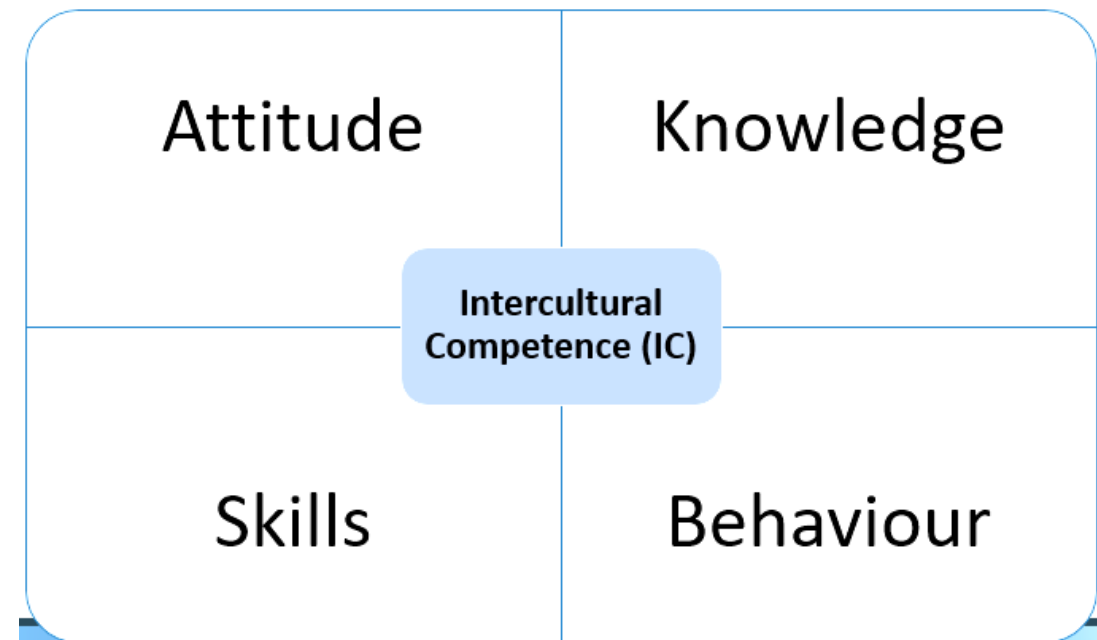 Attitude
Knowledge
Intercultural
Competence (IC)
Skills
Behaviour